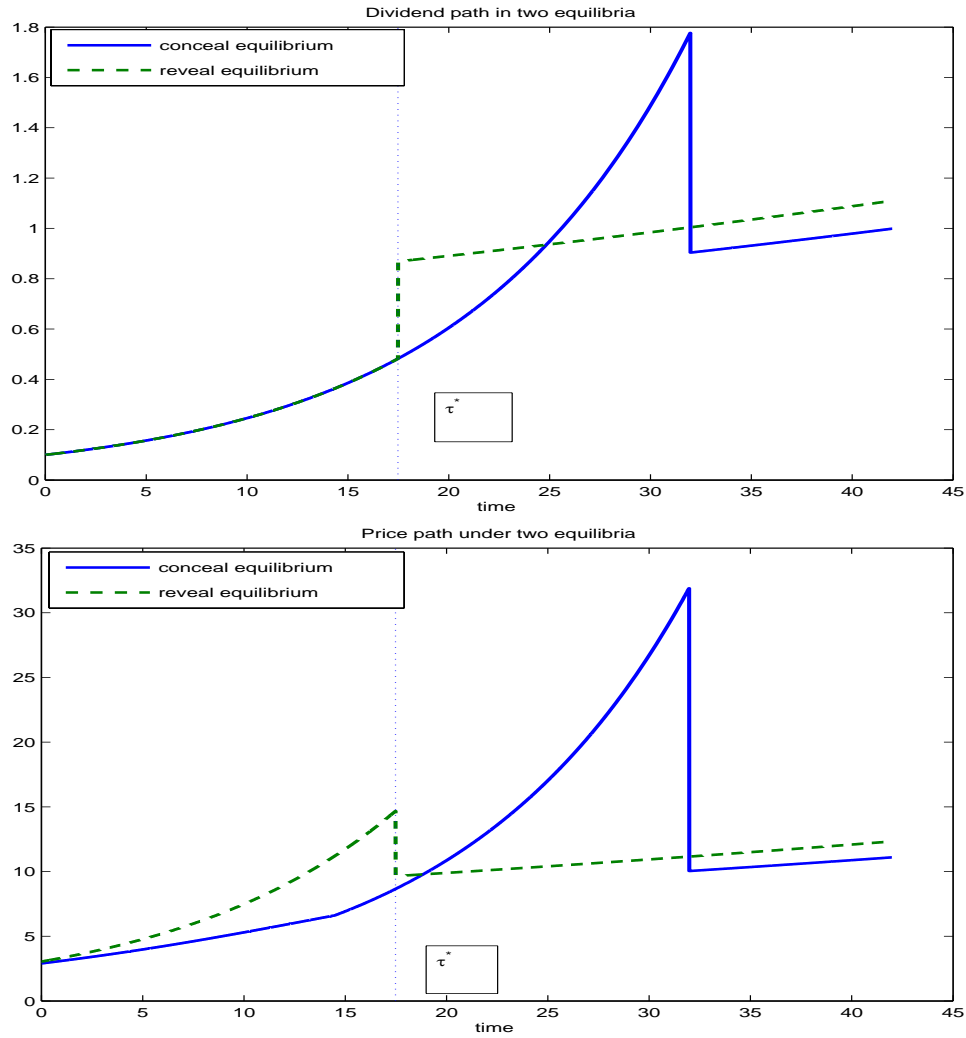 Dividend path in two equilibria
1.8
conceal equilibrium
1.6
reveal equilibrium
1.4
1.2
1
0.8
0.6
0.4
τ*
0.2
0
0 5 10 15 20 25 30 35 40 45
time
Price path under two equilibria
35
conceal equilibrium
reveal equilibrium
30
25
20
15
10
5
τ*
0
0 5 10 15 20 25 30 35 40 45
time